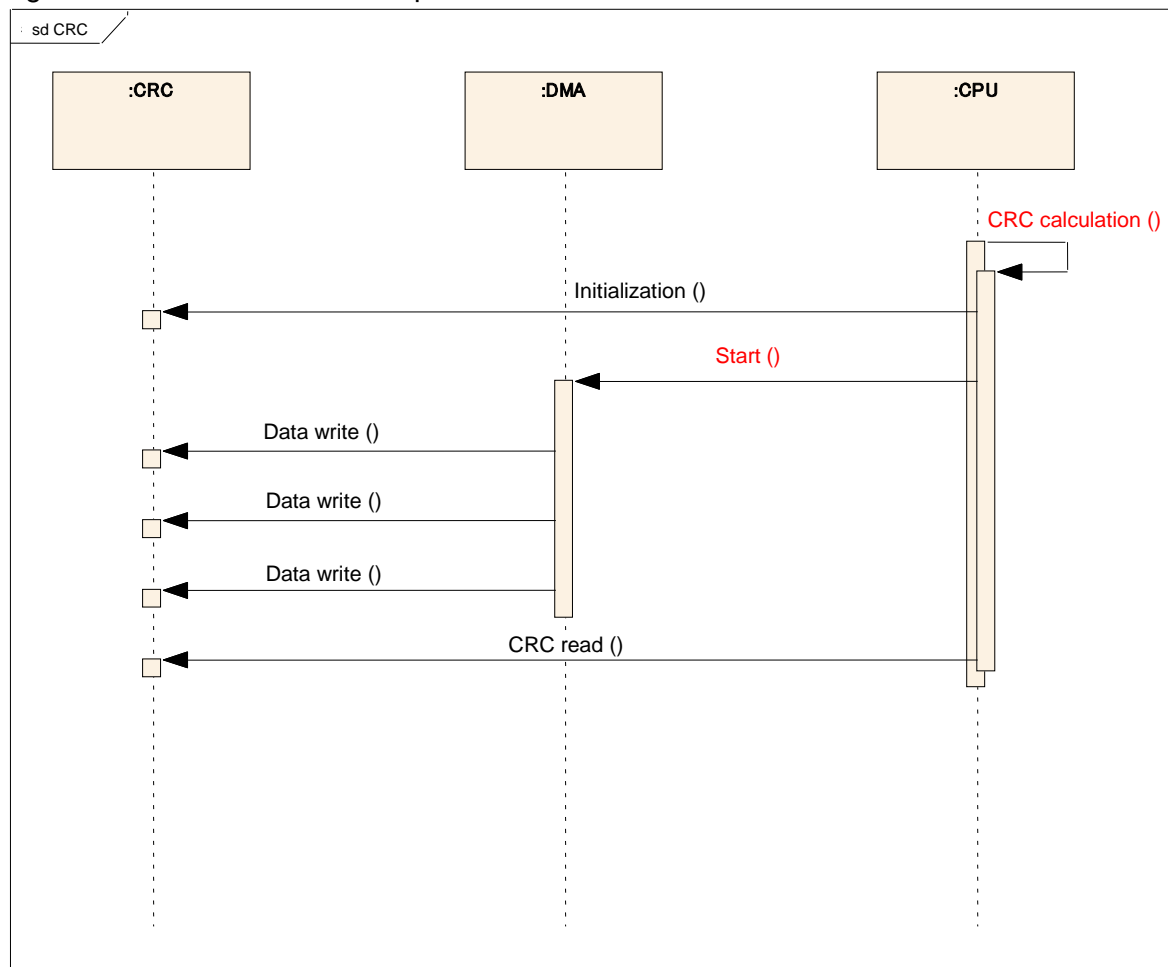 sd CRC
:CRC
:DMA
:CPU
CRC calculation ()
Initialization ()
Start ()
Data write ()
Data write ()
Data write ()
CRC read ()